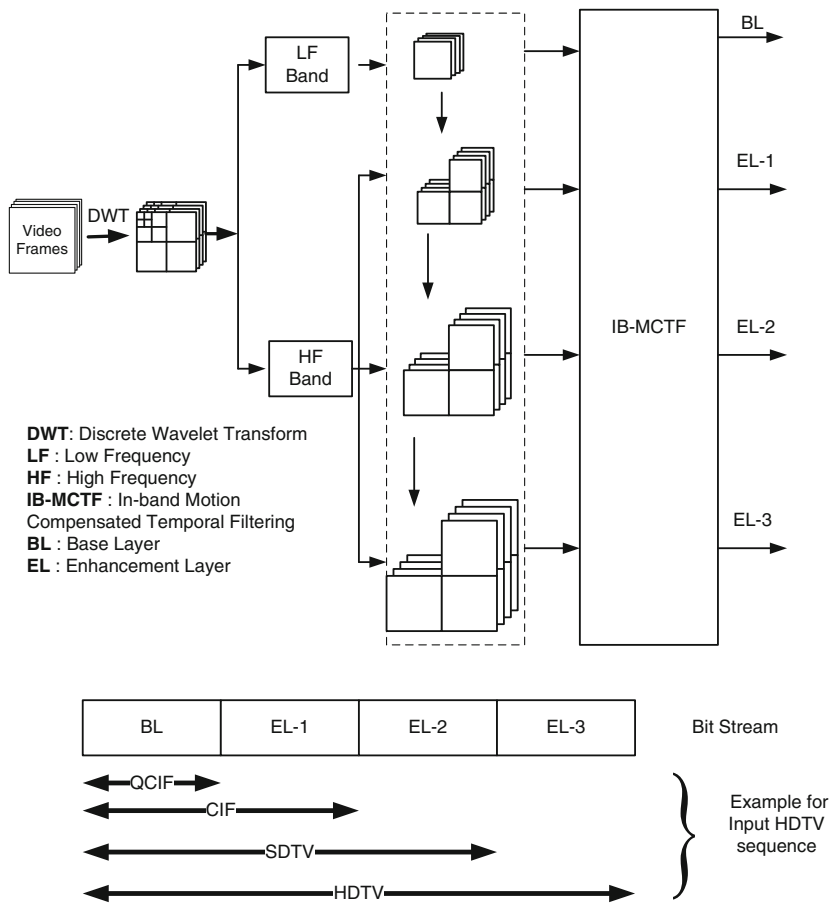 LF
Band
BL
EL-1
DWT
Video
Frames
IB-MCTF
EL-2
HF
Band
DWT: Discrete Wavelet Transform
LF : Low Frequency
HF : High Frequency
IB-MCTF : In-band Motion
Compensated Temporal Filtering
BL : Base Layer
EL : Enhancement Layer
EL-3
BL EL-1 EL-2 EL-3 Bit Stream
QCIF
CIF
SDTV
HDTV
Example for
Input HDTV
sequence